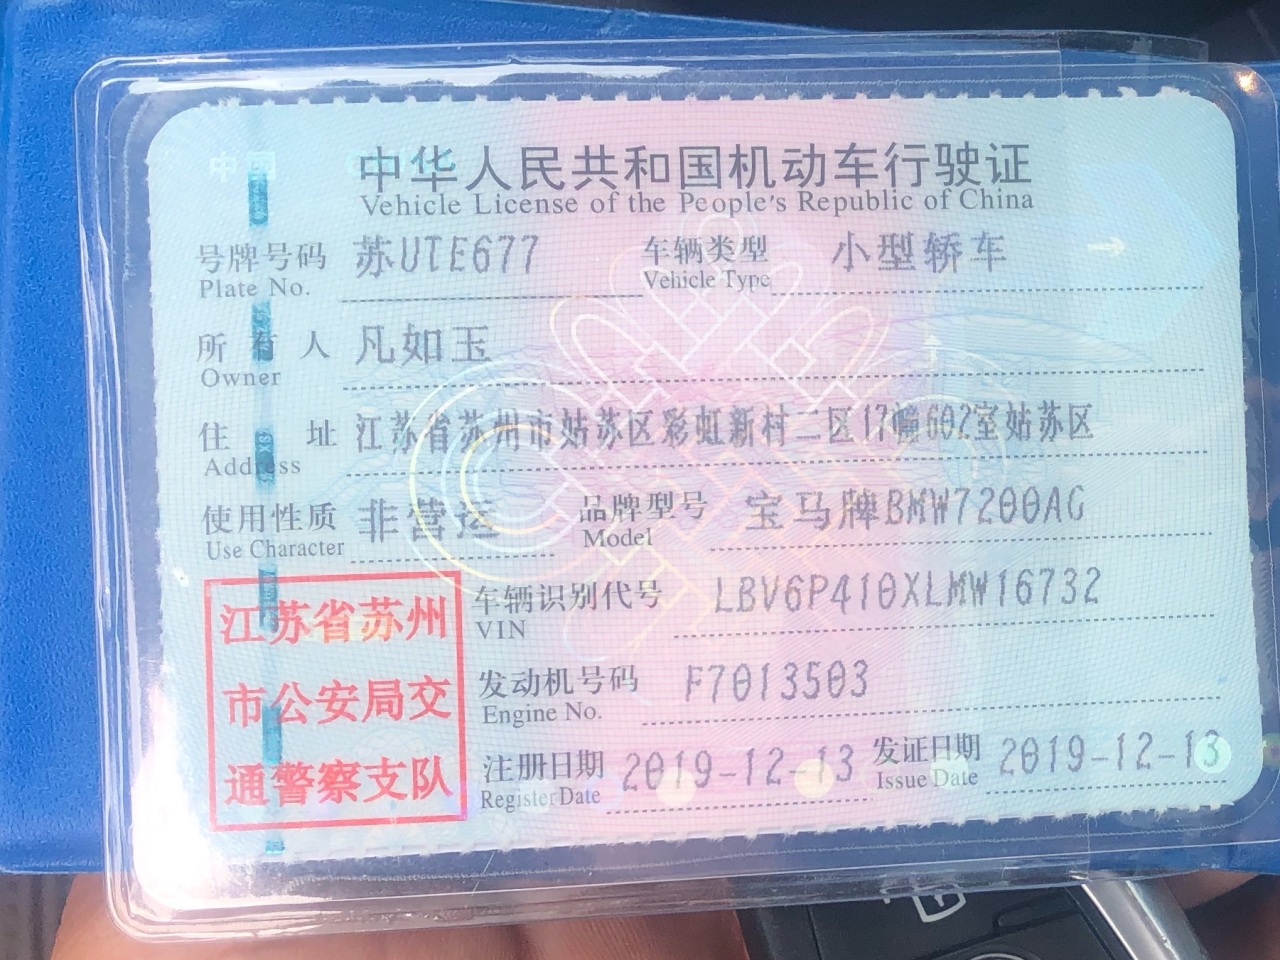 中华人民共和国机动车行驶证
Vehicle License of the People's Republic of China
号牌号码 苏UTE677 车辆类型 小型轿车
Plate No. Vehicle Type
所有人 凡如玉
Owner
住址 江苏省苏州市姑苏区彩虹新村二区17幢602室姑苏区
Address
使用性质 非营运 品牌型号 宝马牌BMW7200AG
Use Character Model
车辆识别代号 LBV6P410XLMW16732
VIN
发动机号码 F7013503
Engine No.
注册日期 2019-12-13 发证日期 2019-12-13
Register Date Issue Date
江苏省苏州
市公安局交
通警察支队